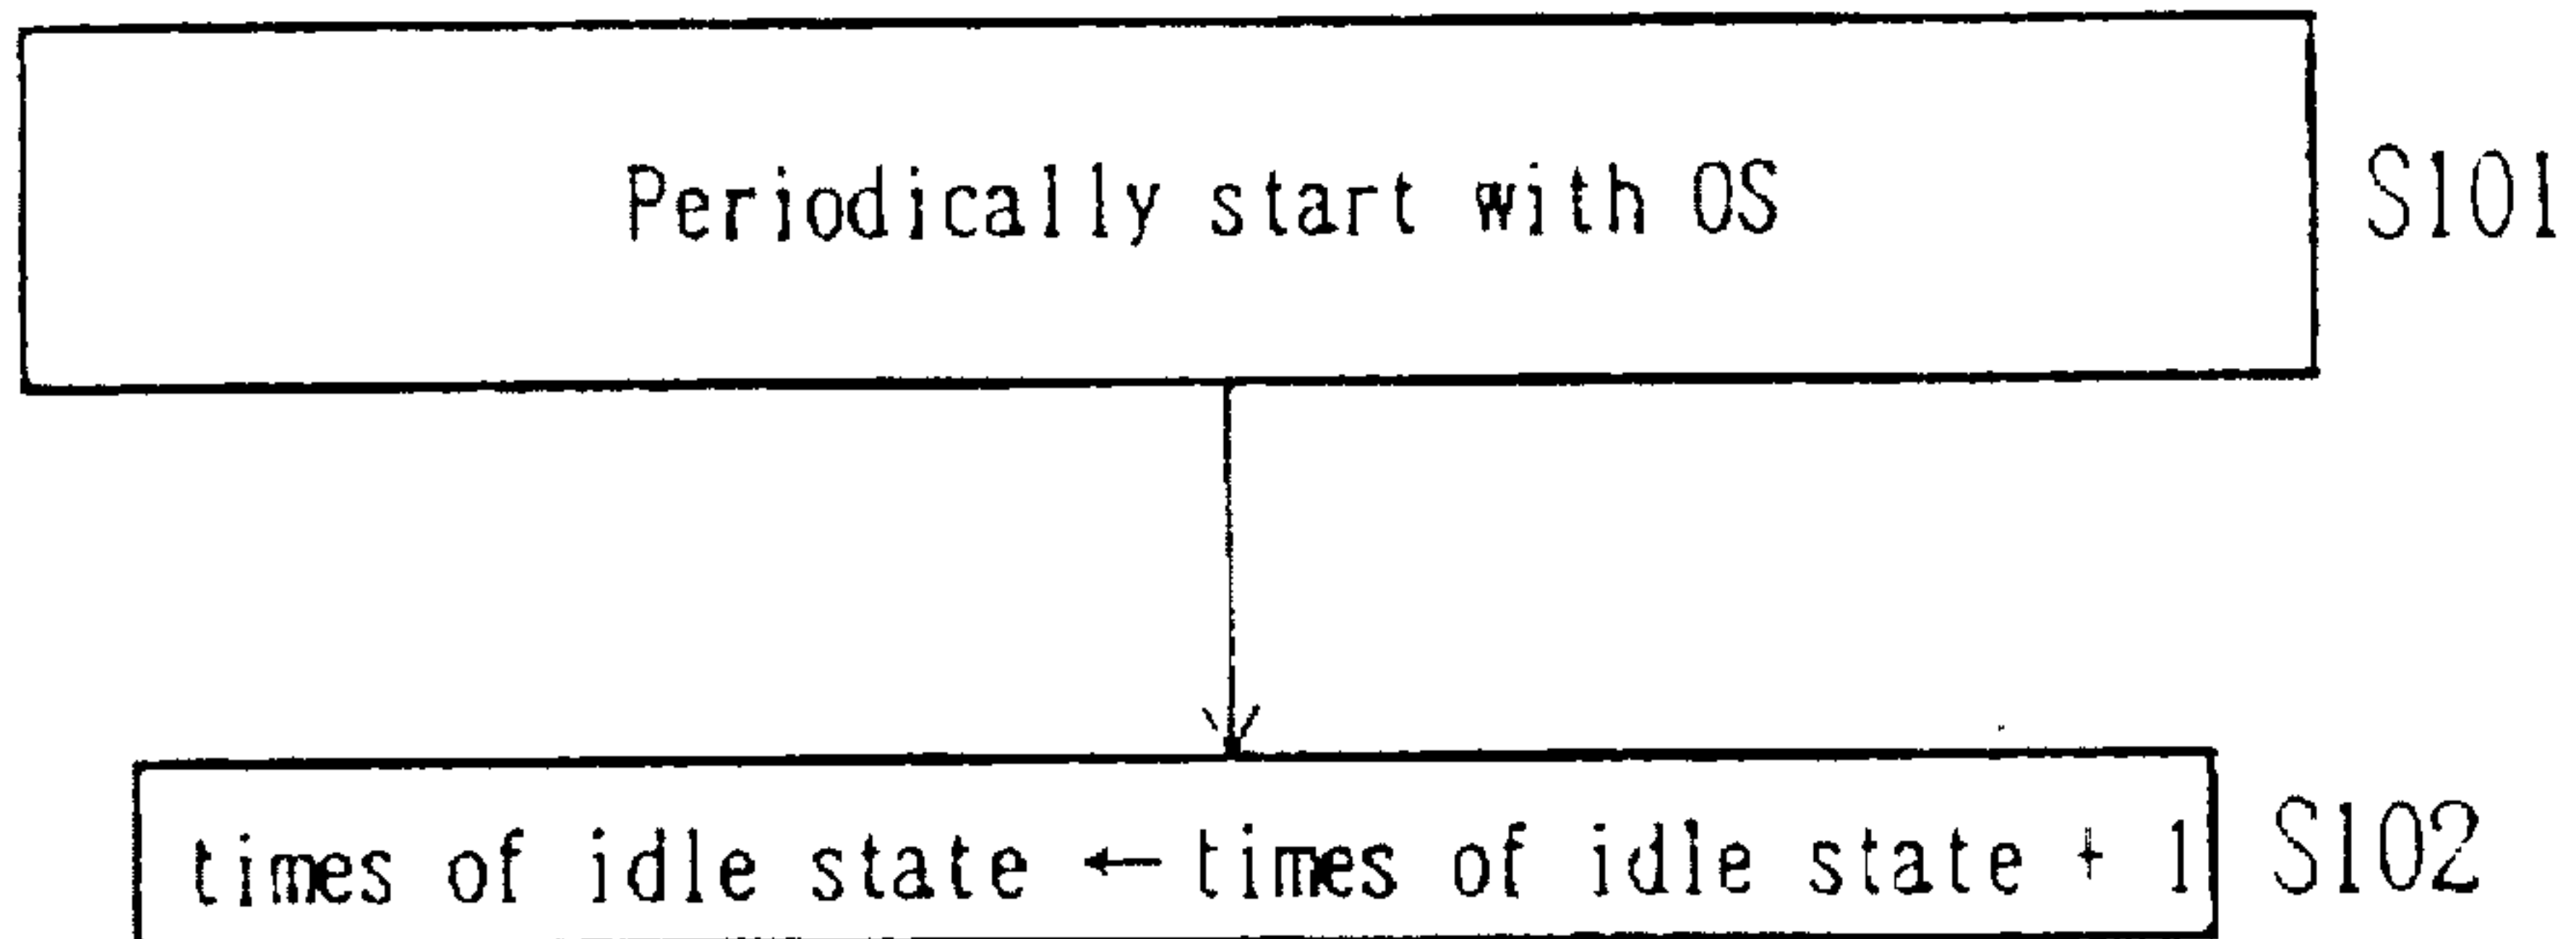 Periodically start with OS S101
times of idle state ← times of idle state + 1 S102